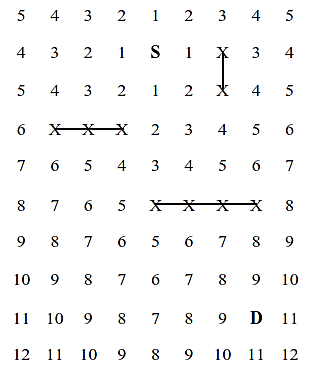 5 4 3 2 1 2 3 4 5
4 3 2 1 S 1 X 3 4
5 4 3 2 1 2 X 4 5
6 X X X 2 3 4 5 6
7 6 5 4 3 4 5 6 7
8 7 6 5 X X X X 8
9 8 7 6 5 6 7 8 9
10 9 8 7 6 7 8 9 10
11 10 9 8 7 8 9 D 11
12 11 10 9 8 9 10 11 12